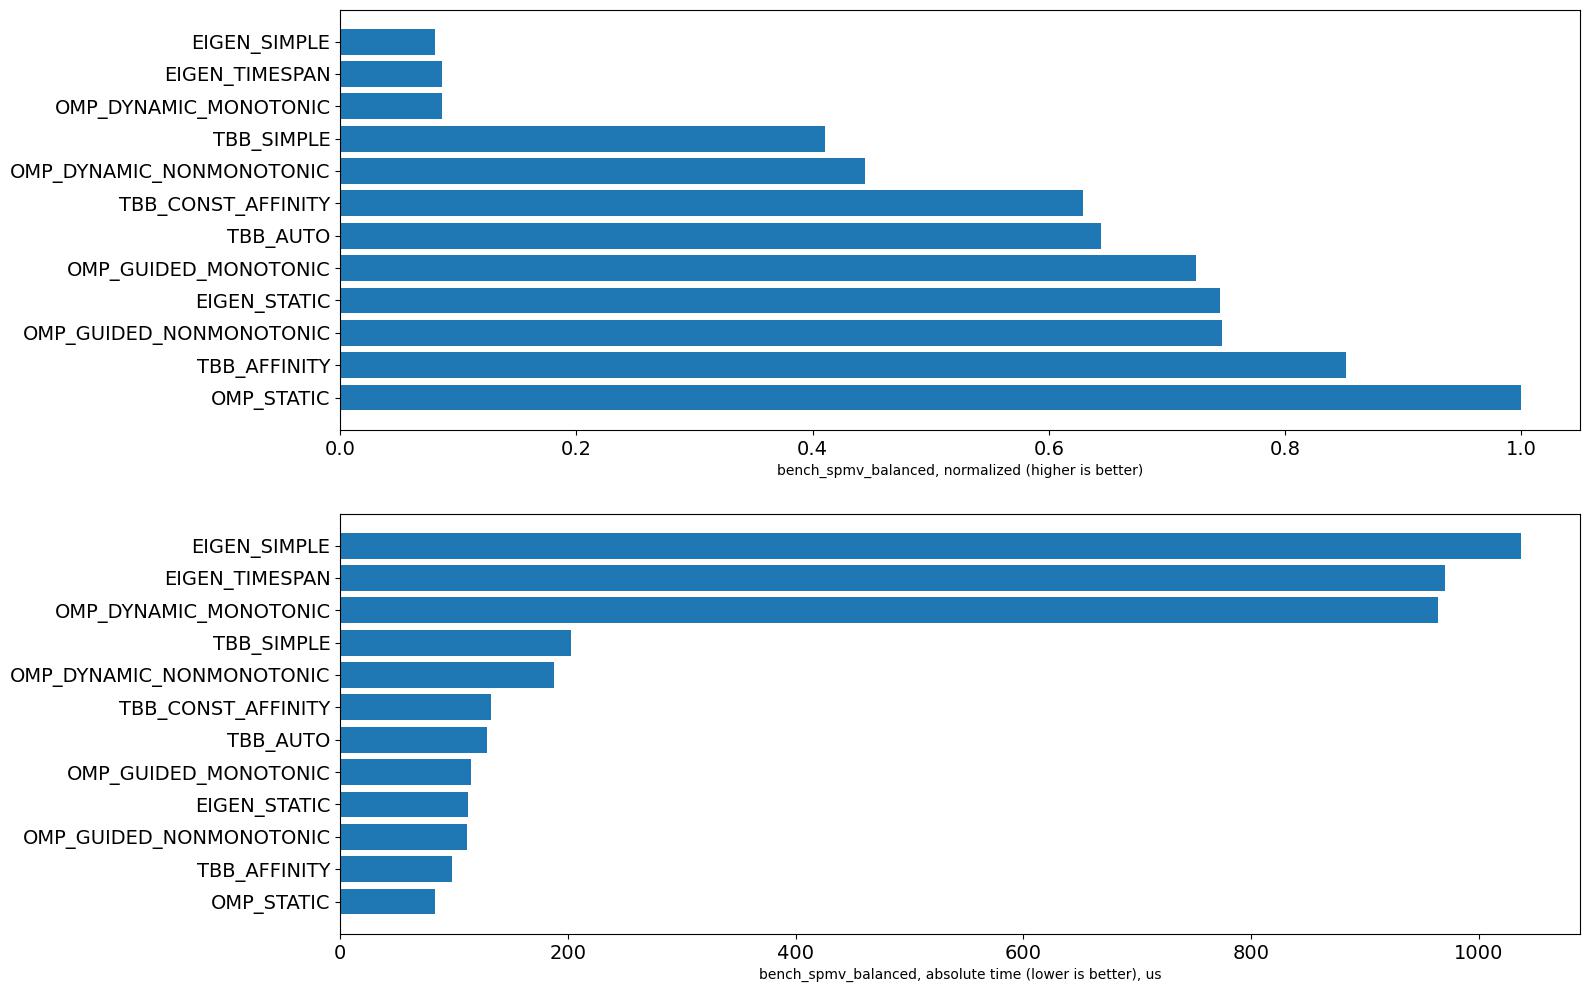 EIGEN_SIMPLE
EIGEN_TIMESPAN
OMP_DYNAMIC_MONOTONIC
TBB_SIMPLE
OMP_DYNAMIC_NONMONOTONIC
TBB_CONST_AFFINITY
TBB_AUTO
OMP_GUIDED_MONOTONIC
EIGEN_STATIC
OMP_GUIDED_NONMONOTONIC
TBB_AFFINITY
OMP_STATIC
0.0 0.2 0.4 0.6 0.8 1.0
bench_spmv_balanced, normalized (higher is better)
EIGEN_SIMPLE
EIGEN_TIMESPAN
OMP_DYNAMIC_MONOTONIC
TBB_SIMPLE
OMP_DYNAMIC_NONMONOTONIC
TBB_CONST_AFFINITY
TBB_AUTO
OMP_GUIDED_MONOTONIC
EIGEN_STATIC
OMP_GUIDED_NONMONOTONIC
TBB_AFFINITY
OMP_STATIC
0 200 400 600 800 1000
bench_spmv_balanced, absolute time (lower is better), us